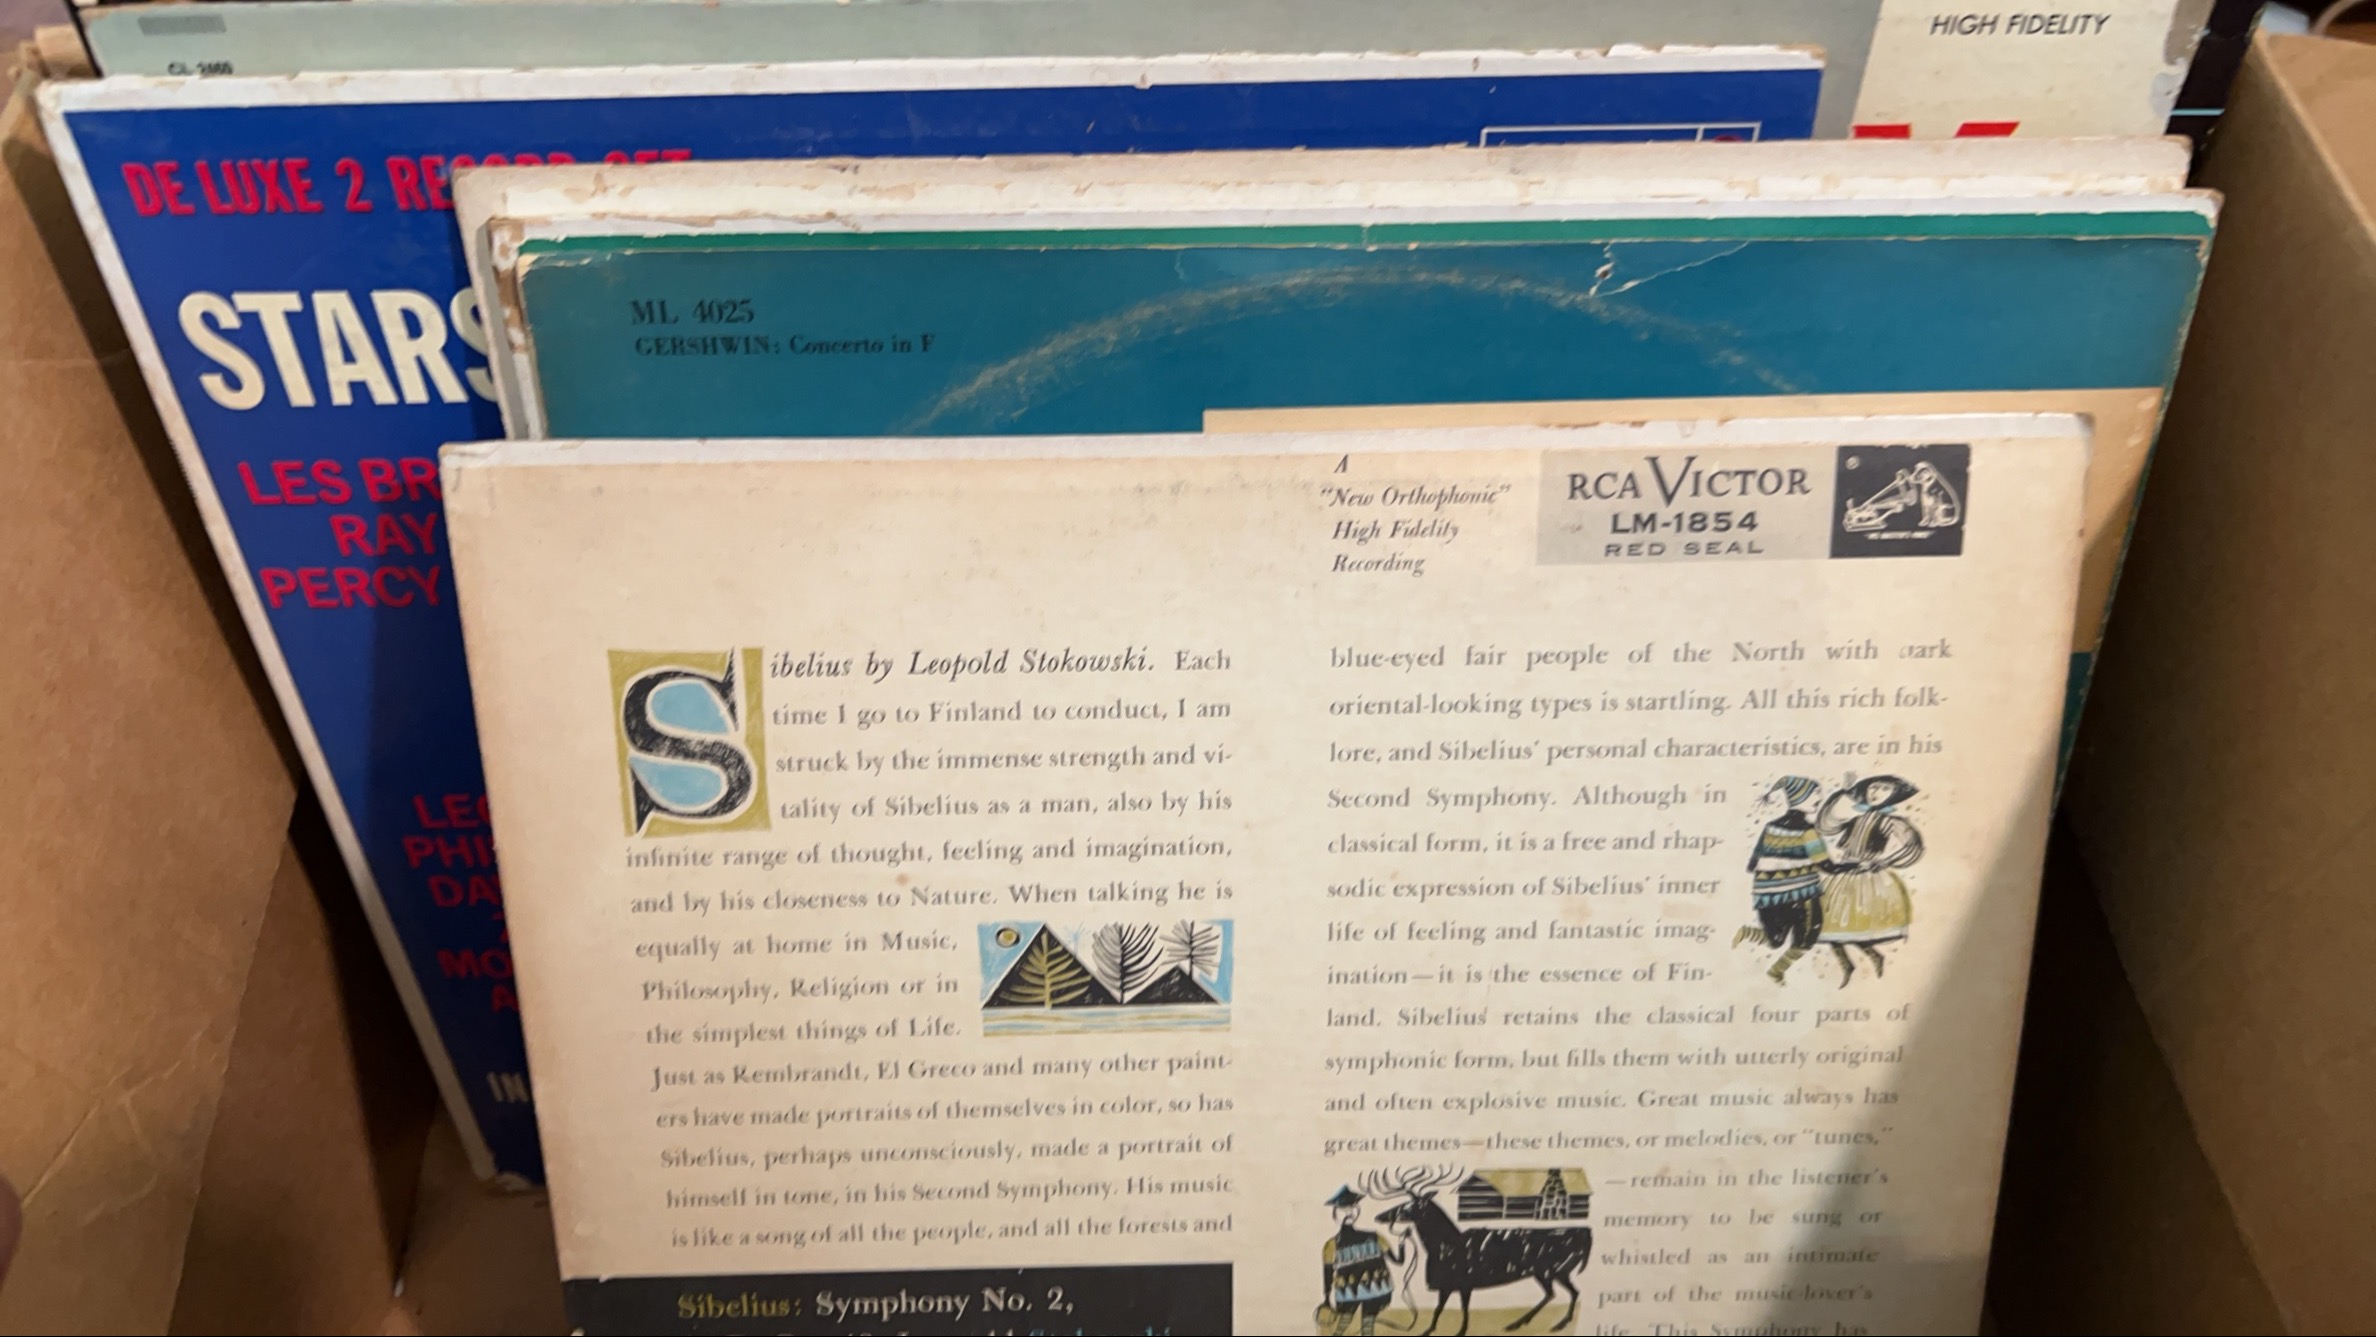 HIGH FIDELITY
DE LUXE 2
STARS
LES
RAY
PERCY
IN
ML 4025
GERSHWIN: Concerto in F
A
"New Orthophonic"
High Fidelity
Recording
RCA VICTOR
LM-1854
RED SEAL
Sibelius by Leopold Stokowski. Each
time I go to Finland to conduct, I am
struck by the immense strength and vi-
tality of Sibelius as a man, also by his
infinite range of thought, feeling and imagination,
and by his closeness to Nature. When talking he is
equally at home in Music,
Philosophy, Religion or in
the simplest things of Life.
Just as Rembrandt, El Greco and many other paint-
ers have made portraits of themselves in color, so has
Sibelius, perhaps unconsciously, made a portrait of
himself in tone, in his Second Symphony. His music
is like a song of all the people, and all the forests and
Sibelius: Symphony No. 2,
blue-eyed fair people of the North with dark
oriental-looking types is startling. All this rich folk-
lore, and Sibelius' personal characteristics, are in his
Second Symphony. Although in
classical form, it is a free and rhap-
sodic expression of Sibelius' inner
life of feeling and fantastic imag-
ination—it is the essence of Fin-
land. Sibelius retains the classical four parts of
symphonic form, but fills them with utterly original
and often explosive music. Great music always has
great themes—these themes, or melodies, or "tunes,"
—remain in the listener's
memory to be sung or
whistled as an intimate
part of the music-lover's
life. This Symphony has